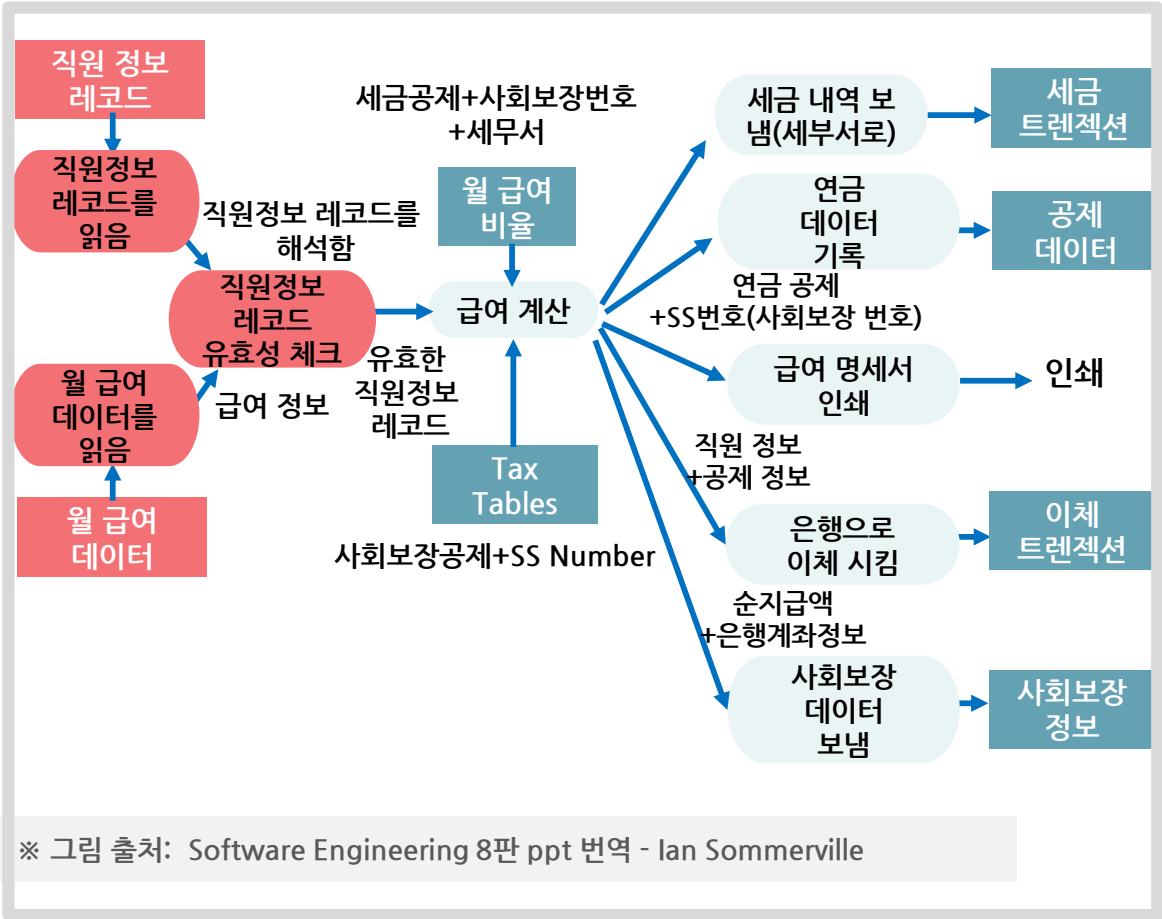 직원 정보
레코드
직원정보
레코드를
읽음
직원정보 레코드를
해석함
직원정보
레코드
유효성 체크
월 급여
데이터를
읽음
급여 정보
월 급여
데이터
유효한
직원정보
레코드
세금공제+사회보장번호
+세무서
월 급여
비율
급여 계산
Tax
Tables
사회보장공제+SS Number
세금 내역 보
냄(세부서로)
세금
트렌젝션
연금
데이터
기록
공제
데이터
연금 공제
+SS번호(사회보장 번호)
급여 명세서
인쇄
인쇄
직원 정보
+공제 정보
은행으로
이체 시킴
이체
트렌젝션
순지급액
+은행계좌정보
사회보장
데이터
보냄
사회보장
정보
※ 그림 출처: Software Engineering 8판 ppt 번역 - Ian Sommerville